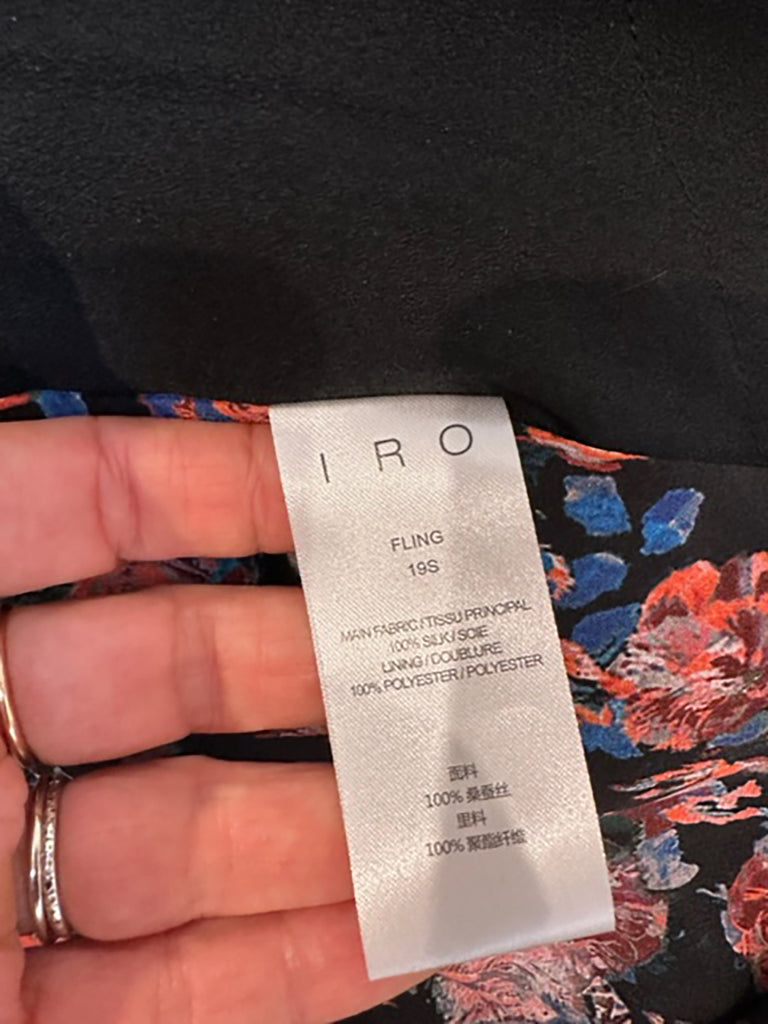 IRO
FLING
19S
MAIN FABRIC / TISSU PRINCIPAL
100% SILK / SOIE
LINING / DOUBLURE
100% POLYESTER / POLYESTER
面料
100% 桑蚕丝
里料
100% 聚酯纤维